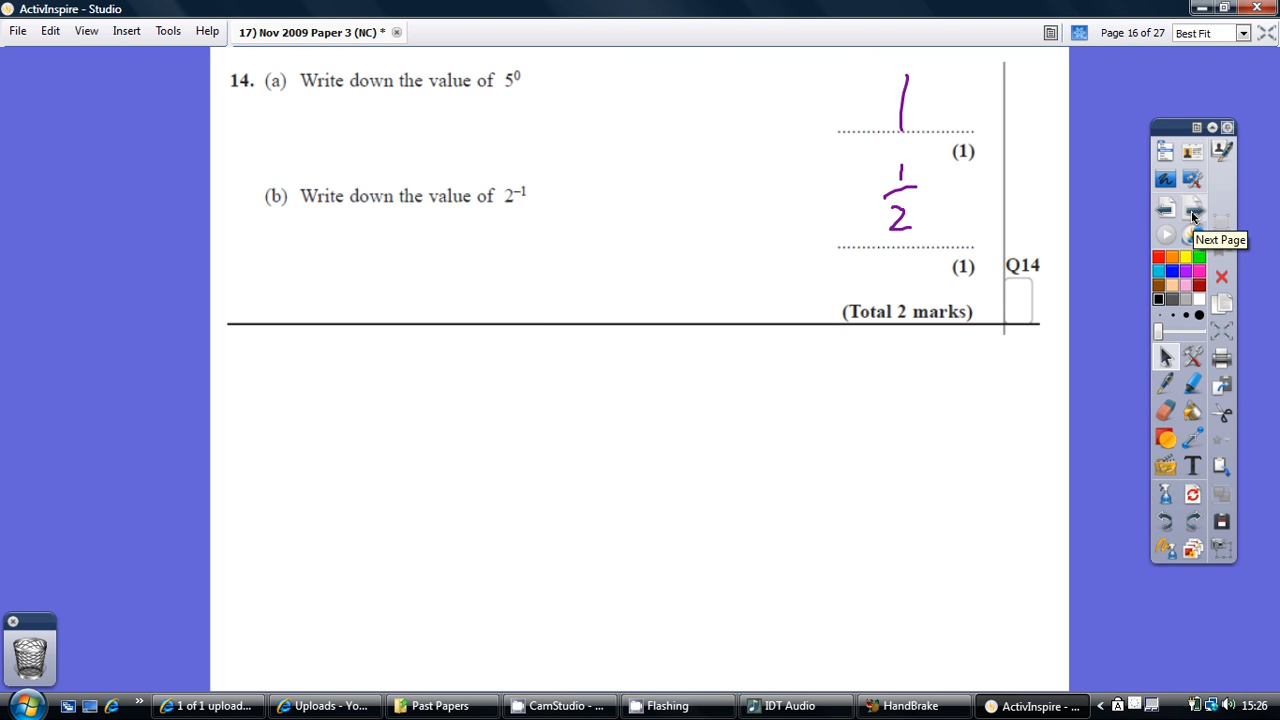 ActivInspire - Studio
File Edit View Insert Tools Help
17) Nov 2009 Paper 3 (NC) *
Page 16 of 27
Best Fit
14. (a) Write down the value of 5⁰
1
(1)
(b) Write down the value of 2⁻¹
1
2
(1)
Q14
(Total 2 marks)
Next Page
T
1 of 1 upload...
Uploads - Yo...
Past Papers
CamStudio - ...
Flashing
IDT Audio
HandBrake
ActivInspire - ...
A
15:26